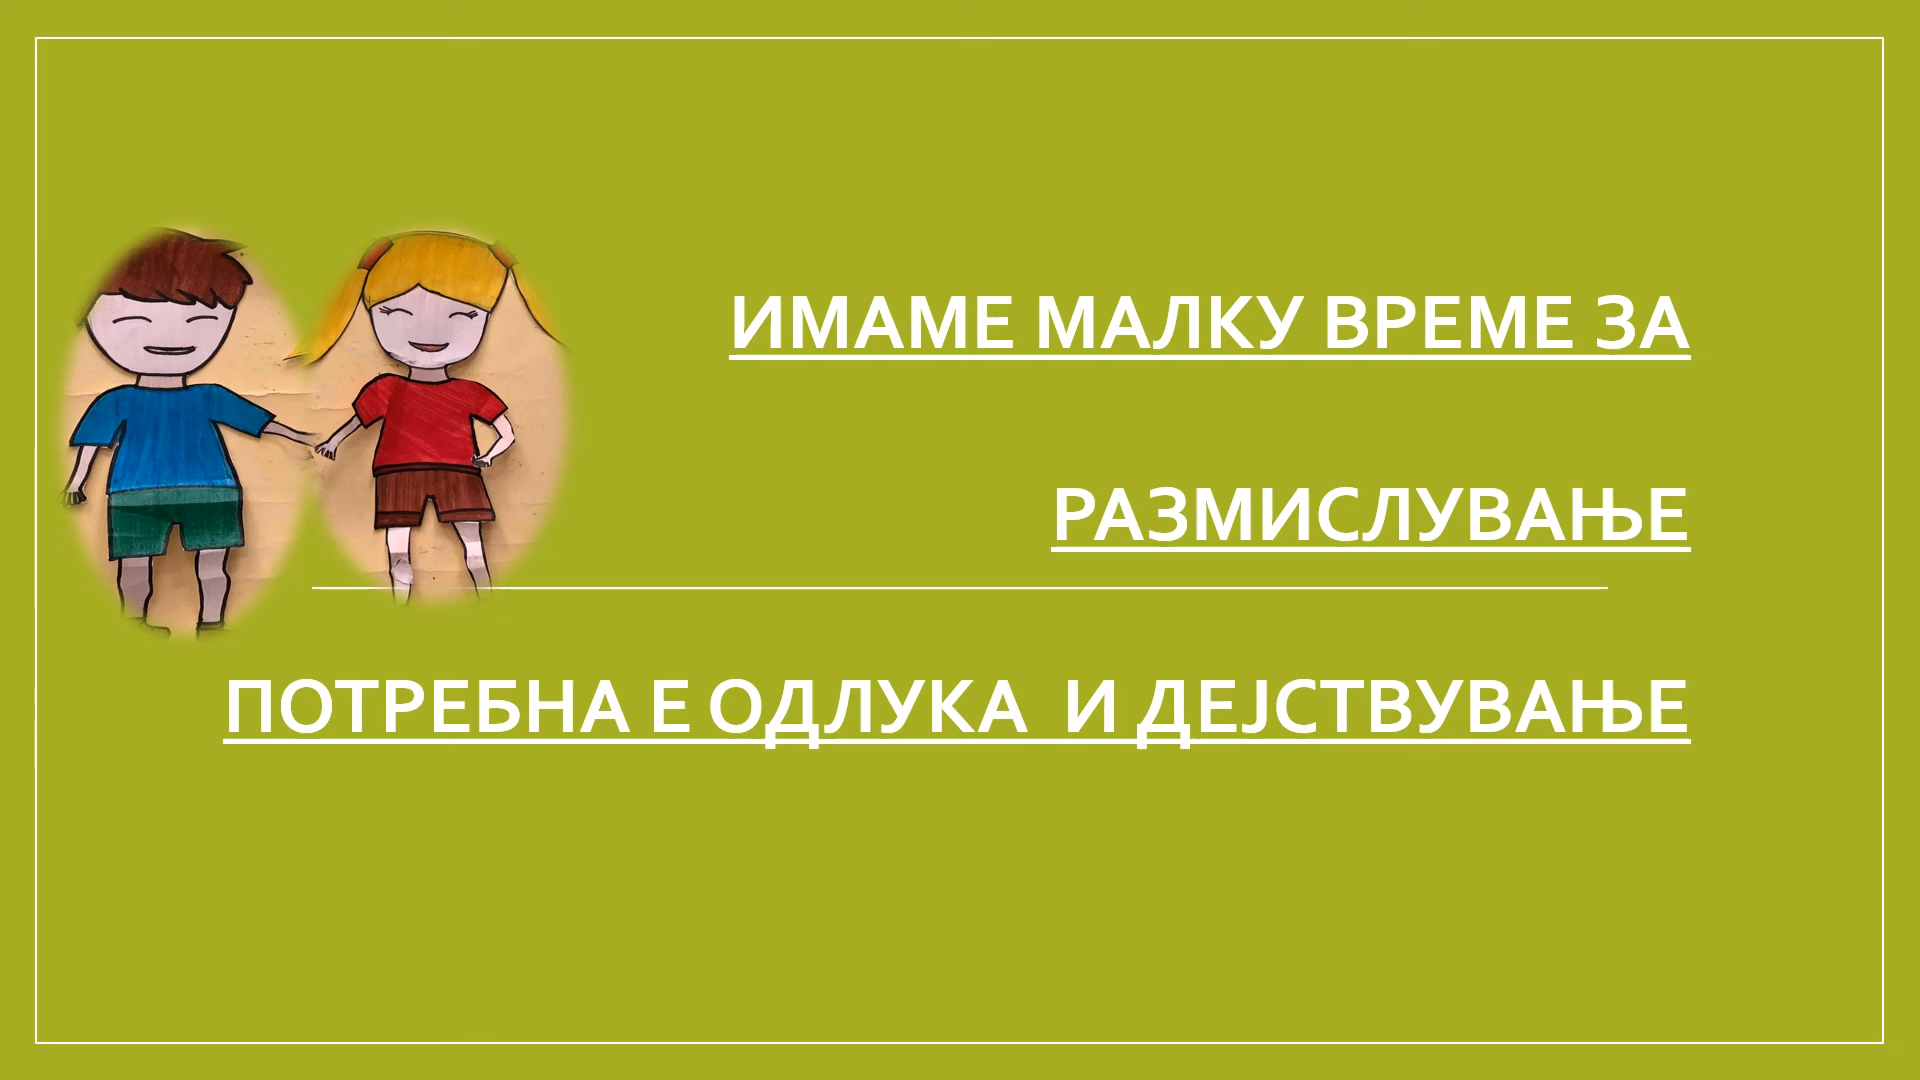 ИМАМЕ МАЛКУ ВРЕМЕ ЗА
РАЗМИСЛУВАЊЕ
ПОТРЕБНА Е ОДЛУКА  И ДЕЈСТВУВАЊЕ